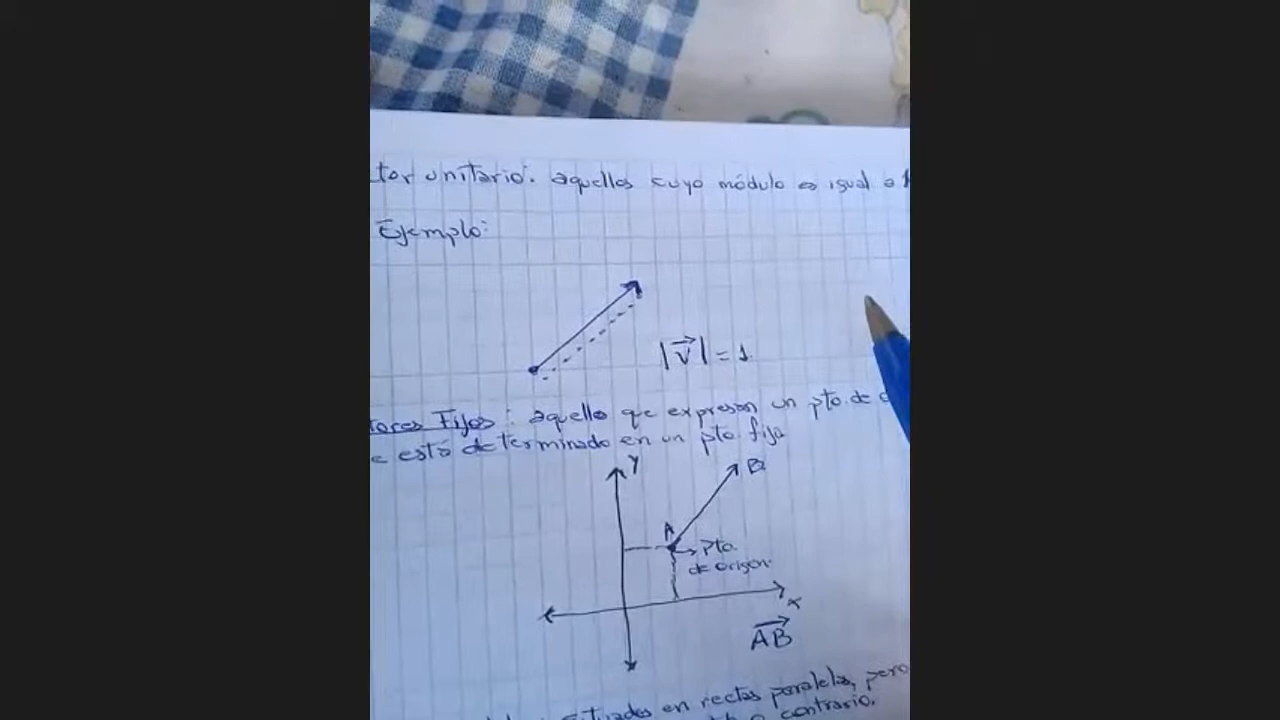 tor unitario: aquellos cuyo módulo es igual a 1
Ejemplo:
|v⃗| = 1
tores Fijos: aquello que expresan un pto. de
e está determinado en un pto. fijo
Y
B
A
pto.
de origen
X
AB⃗
situados en rectas paralelas, pero
contrario.